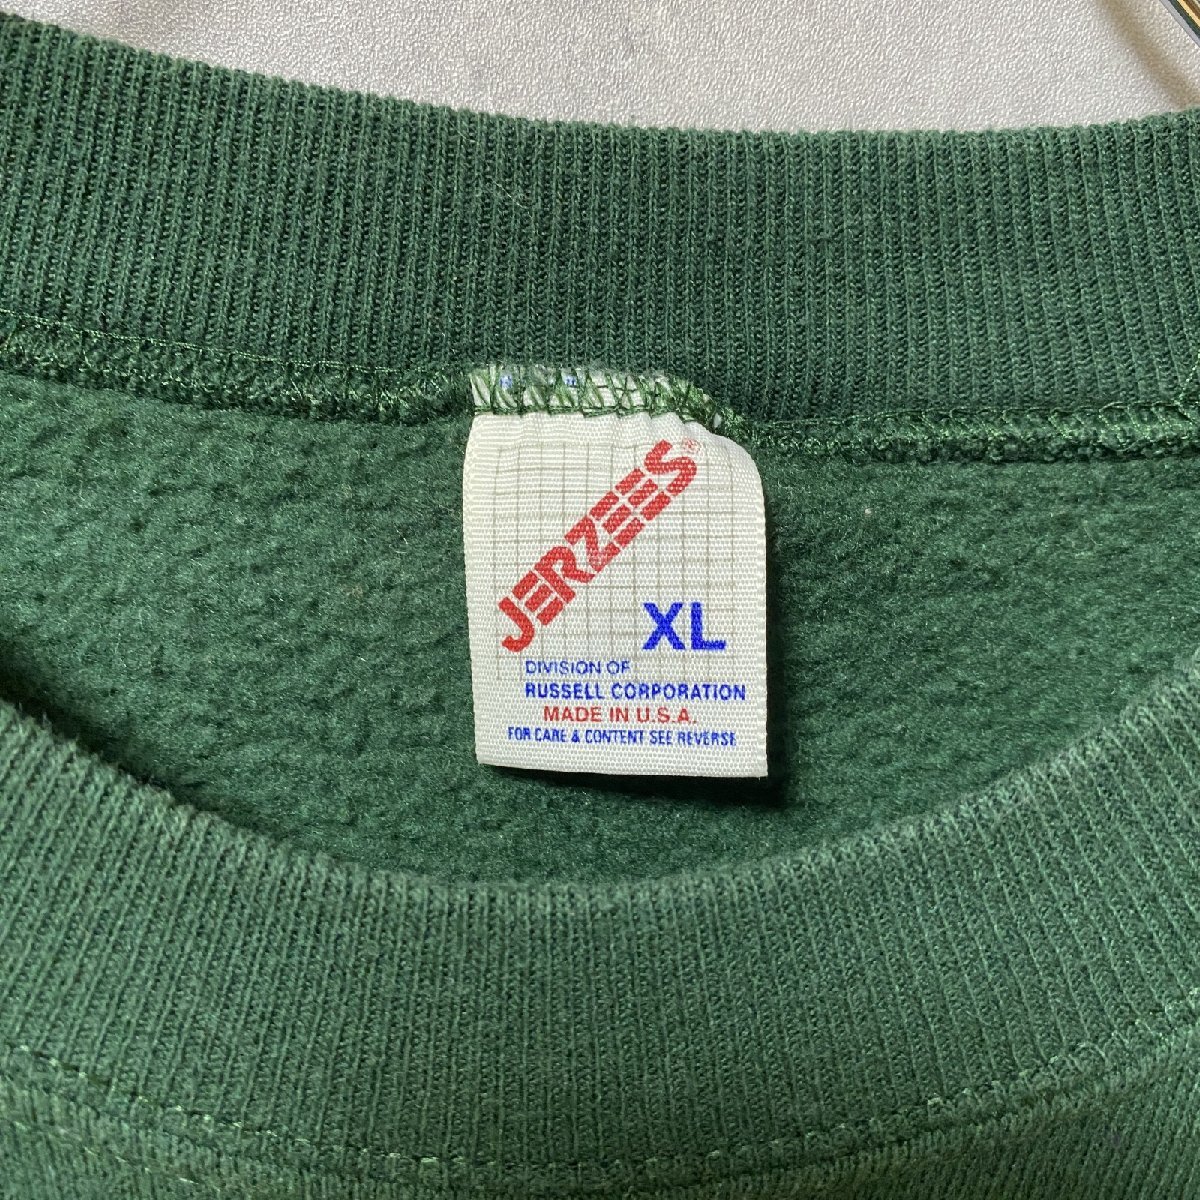 JERZEES®
XL
DIVISION OF
RUSSELL CORPORATION
MADE IN U.S.A.
FOR CARE & CONTENT SEE REVERSE